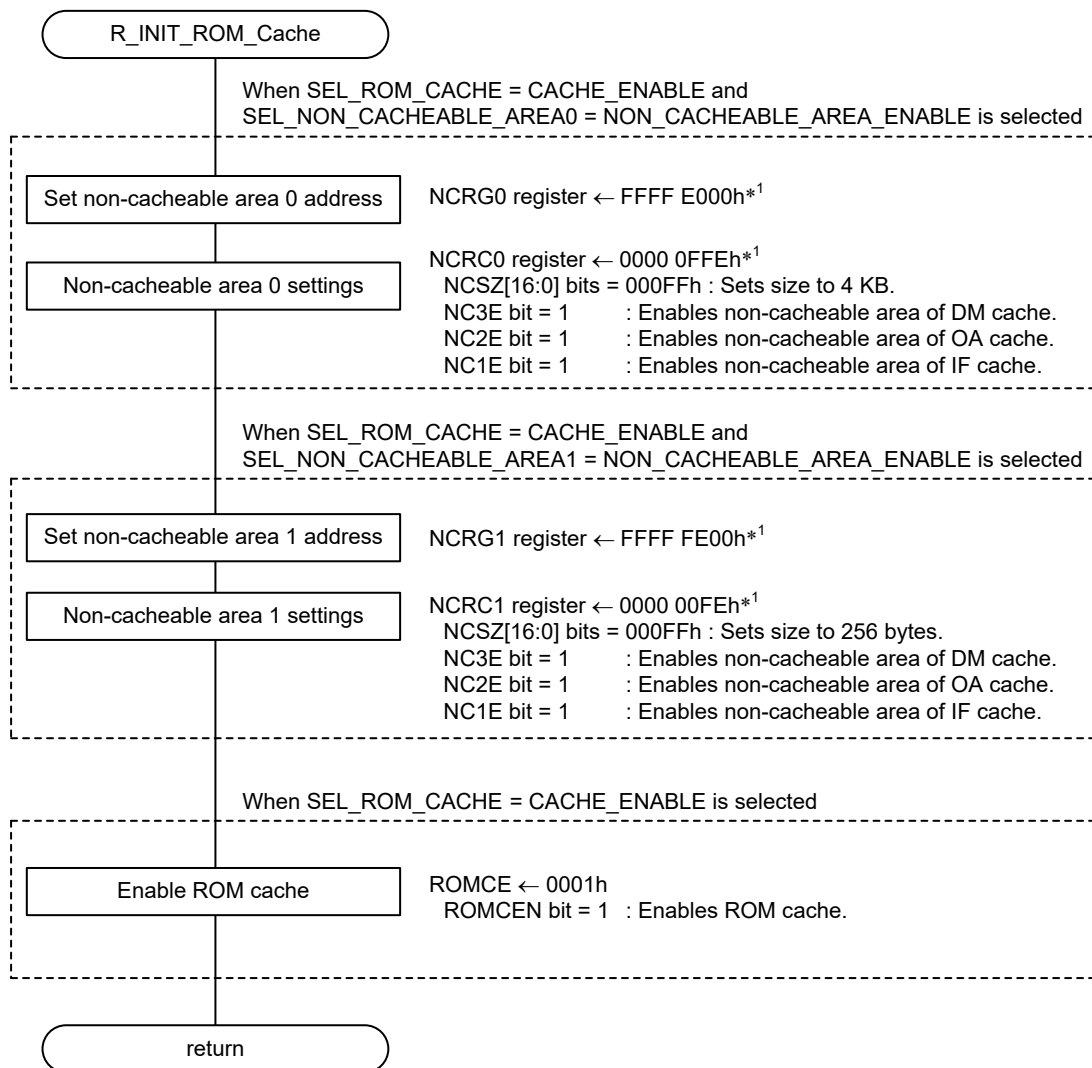 R_INIT_ROM_Cache
When SEL_ROM_CACHE = CACHE_ENABLE and
SEL_NON_CACHEABLE_AREA0 = NON_CACHEABLE_AREA_ENABLE is selected
Set non-cacheable area 0 address
NCRG0 register ← FFFF E000h*1
Non-cacheable area 0 settings
NCRC0 register ← 0000 0FFEh*1
NCSZ[16:0] bits = 000FFh : Sets size to 4 KB.
NC3E bit = 1 : Enables non-cacheable area of DM cache.
NC2E bit = 1 : Enables non-cacheable area of OA cache.
NC1E bit = 1 : Enables non-cacheable area of IF cache.
When SEL_ROM_CACHE = CACHE_ENABLE and
SEL_NON_CACHEABLE_AREA1 = NON_CACHEABLE_AREA_ENABLE is selected
Set non-cacheable area 1 address
NCRG1 register ← FFFF FE00h*1
Non-cacheable area 1 settings
NCRC1 register ← 0000 00FEh*1
NCSZ[16:0] bits = 000FFh : Sets size to 256 bytes.
NC3E bit = 1 : Enables non-cacheable area of DM cache.
NC2E bit = 1 : Enables non-cacheable area of OA cache.
NC1E bit = 1 : Enables non-cacheable area of IF cache.
When SEL_ROM_CACHE = CACHE_ENABLE is selected
Enable ROM cache
ROMCE ← 0001h
ROMCEN bit = 1 : Enables ROM cache.
return